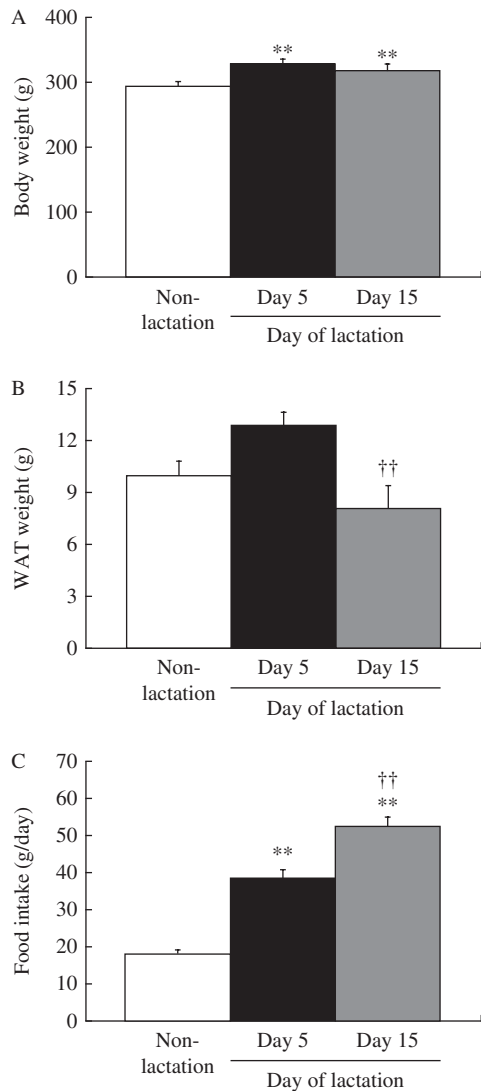 A
Body weight (g)
400
300
200
100
0
**
**
Non-
lactation
Day 5
Day 15
Day of lactation
B
WAT weight (g)
15
12
9
6
3
0
††
Non-
lactation
Day 5
Day 15
Day of lactation
C
Food intake (g/day)
70
60
50
40
30
20
10
0
**
††
**
Non-
lactation
Day 5
Day 15
Day of lactation